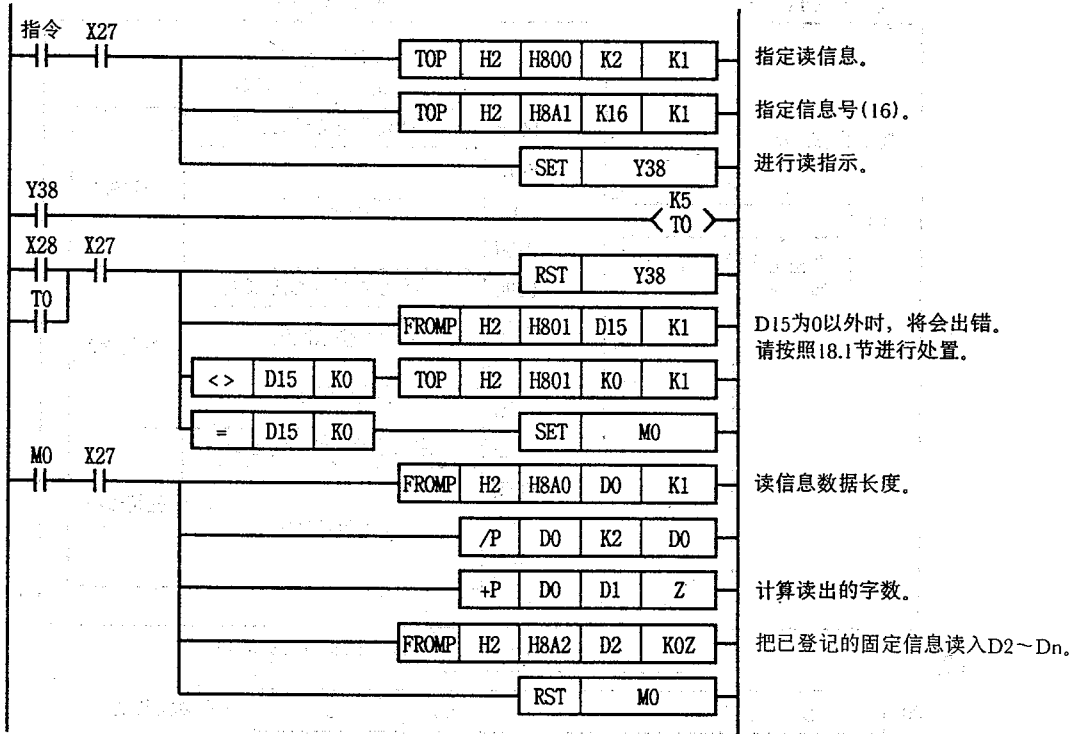 指令 X27
TOP H2 H800 K2 K1 指定读信息。
TOP H2 H8A1 K16 K1 指定信息号(16)。
SET Y38 进行读指示。
Y38
K5
T0
X28 X27
RST Y38
T0
FROMP H2 H801 D15 K1 D15为0以外时，将会出错。
请按照18.1节进行处置。
<> D15 K0 TOP H2 H801 K0 K1
= D15 K0 SET M0
M0 X27
FROMP H2 H8A0 D0 K1 读信息数据长度。
/P D0 K2 D0
+P D0 D1 Z 计算读出的字数。
FROMP H2 H8A2 D2 K0Z 把已登记的固定信息读入D2～Dn。
RST M0